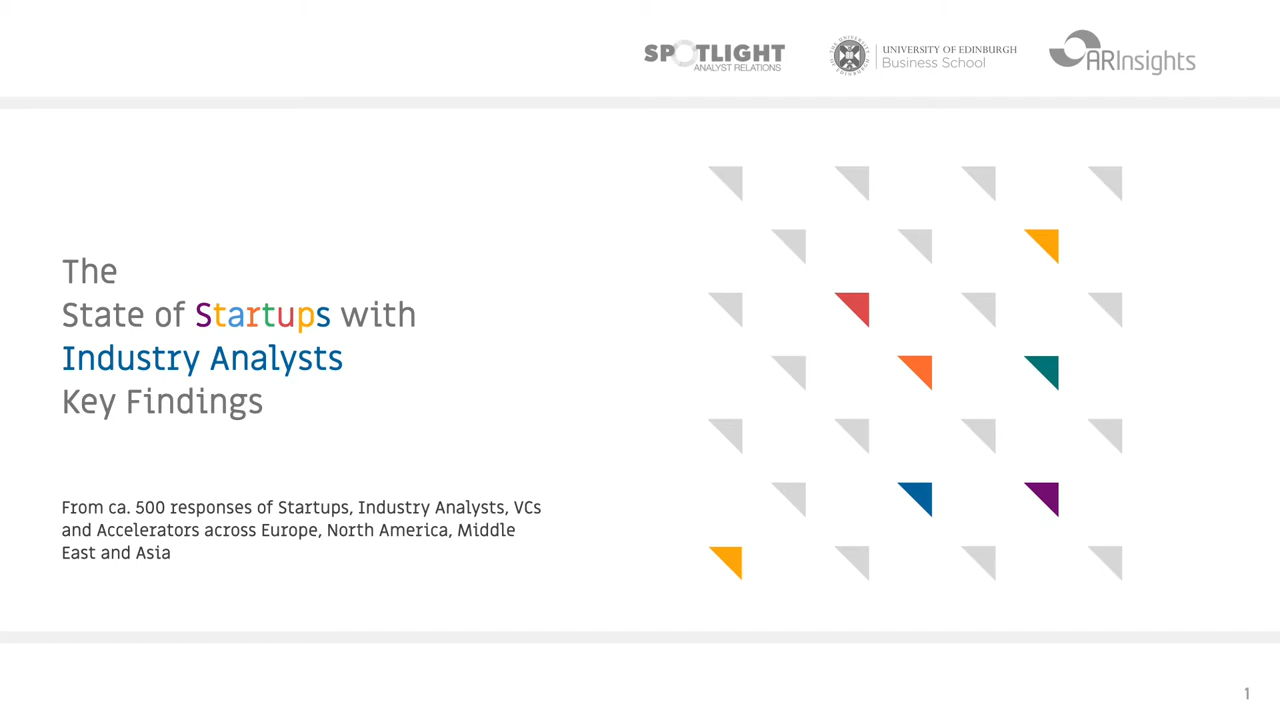 SPOTLIGHT
ANALYST RELATIONS
UNIVERSITY OF EDINBURGH
Business School
ARInsights
The
State of Startups with
Industry Analysts
Key Findings
From ca. 500 responses of Startups, Industry Analysts, VCs
and Accelerators across Europe, North America, Middle
East and Asia
1